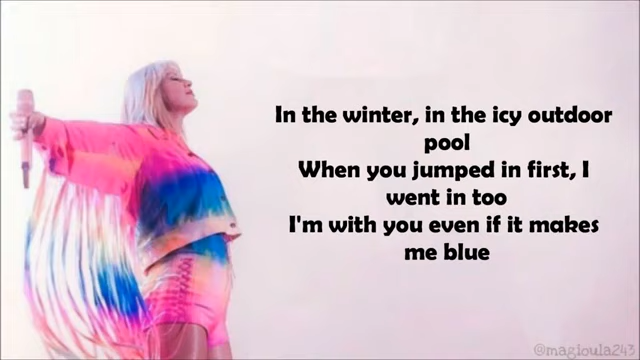 In the winter, in the icy outdoor
pool
When you jumped in first, I
went in too
I'm with you even if it makes
me blue
@magioula243